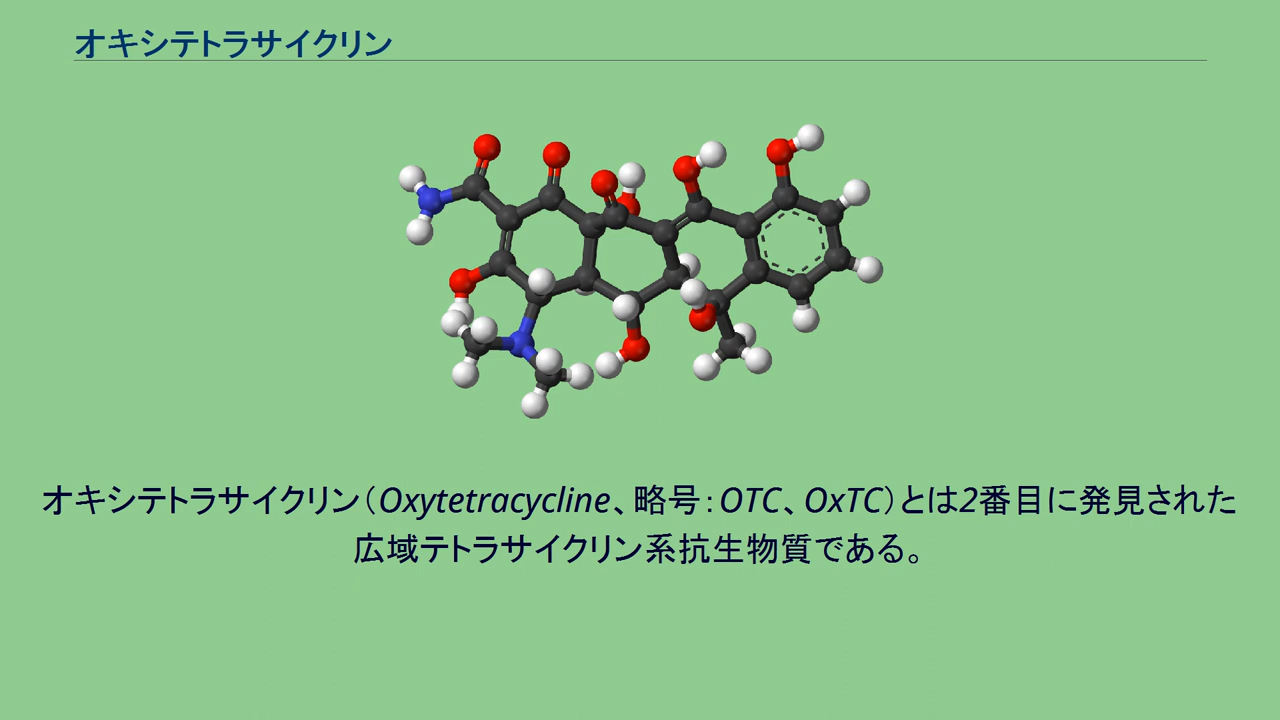 オキシテトラサイクリン
オキシテトラサイクリン（Oxytetracycline、略号：OTC、OxTC）とは2番目に発見された
広域テトラサイクリン系抗生物質である。